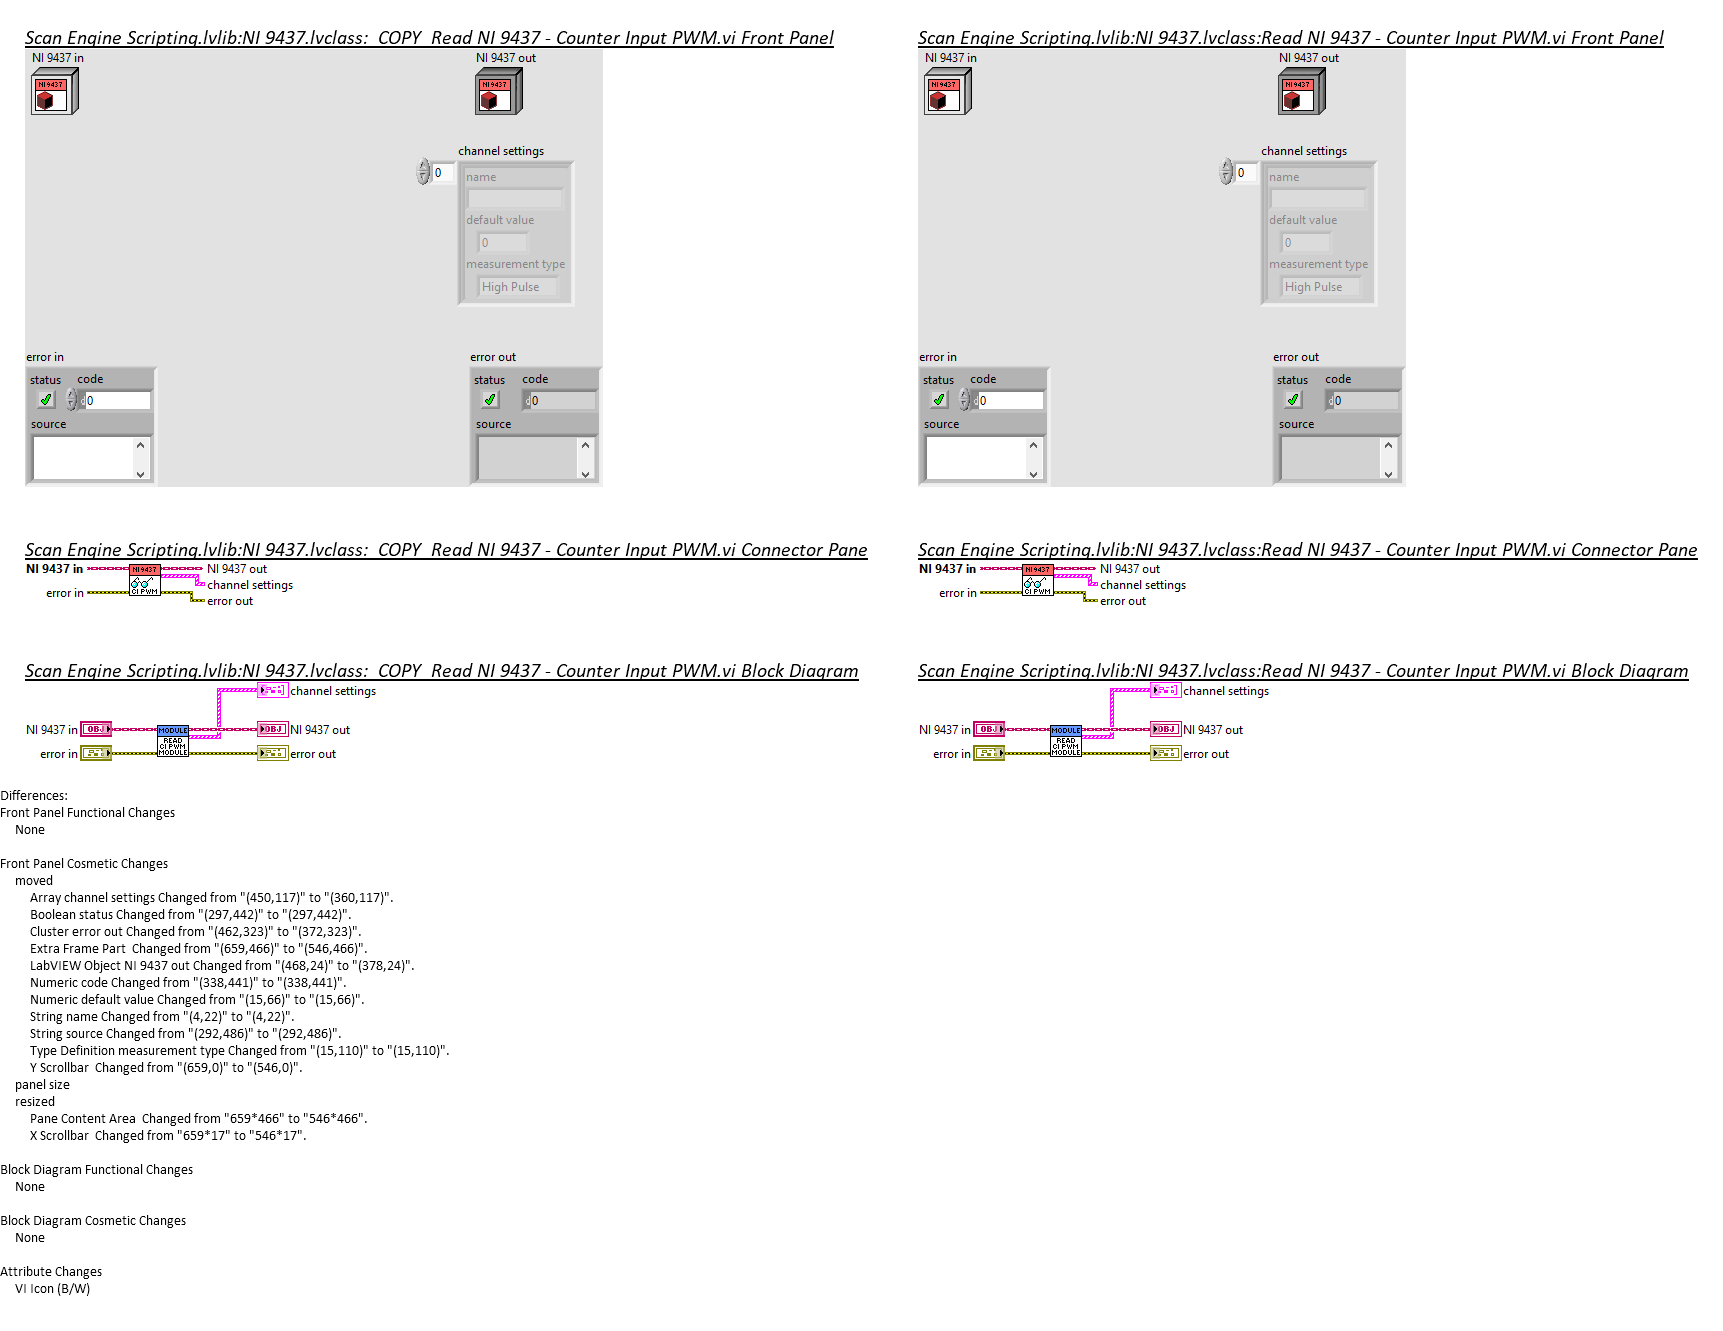 Scan Engine Scripting.lvlib:NI 9437.lvclass:  COPY  Read NI 9437 - Counter Input PWM.vi Front Panel
NI 9437 in
NI 9437 out
NI9437
NI9437
channel settings
0
name
default value
0
measurement type
High Pulse
error in
error out
status code
status code
d0
d0
source
source
Scan Engine Scripting.lvlib:NI 9437.lvclass:Read NI 9437 - Counter Input PWM.vi Front Panel
NI 9437 in
NI 9437 out
NI9437
NI9437
channel settings
0
name
default value
0
measurement type
High Pulse
error in
error out
status code
status code
d0
d0
source
source
Scan Engine Scripting.lvlib:NI 9437.lvclass:  COPY  Read NI 9437 - Counter Input PWM.vi Connector Pane
NI 9437 in
NI9437
CI PWM
NI 9437 out
channel settings
error in
error out
Scan Engine Scripting.lvlib:NI 9437.lvclass:Read NI 9437 - Counter Input PWM.vi Connector Pane
NI 9437 in
NI9437
CI PWM
NI 9437 out
channel settings
error in
error out
Scan Engine Scripting.lvlib:NI 9437.lvclass:  COPY  Read NI 9437 - Counter Input PWM.vi Block Diagram
channel settings
NI 9437 in
OBJ
MODULE
READ
CI PWM
MODULE
OBJ
NI 9437 out
error in
error out
Scan Engine Scripting.lvlib:NI 9437.lvclass:Read NI 9437 - Counter Input PWM.vi Block Diagram
channel settings
NI 9437 in
OBJ
MODULE
READ
CI PWM
MODULE
OBJ
NI 9437 out
error in
error out
Differences:
Front Panel Functional Changes
None
Front Panel Cosmetic Changes
moved
Array channel settings Changed from "(450,117)" to "(360,117)".
Boolean status Changed from "(297,442)" to "(297,442)".
Cluster error out Changed from "(462,323)" to "(372,323)".
Extra Frame Part  Changed from "(659,466)" to "(546,466)".
LabVIEW Object NI 9437 out Changed from "(468,24)" to "(378,24)".
Numeric code Changed from "(338,441)" to "(338,441)".
Numeric default value Changed from "(15,66)" to "(15,66)".
String name Changed from "(4,22)" to "(4,22)".
String source Changed from "(292,486)" to "(292,486)".
Type Definition measurement type Changed from "(15,110)" to "(15,110)".
Y Scrollbar  Changed from "(659,0)" to "(546,0)".
panel size
resized
Pane Content Area  Changed from "659*466" to "546*466".
X Scrollbar  Changed from "659*17" to "546*17".
Block Diagram Functional Changes
None
Block Diagram Cosmetic Changes
None
Attribute Changes
VI Icon (B/W)